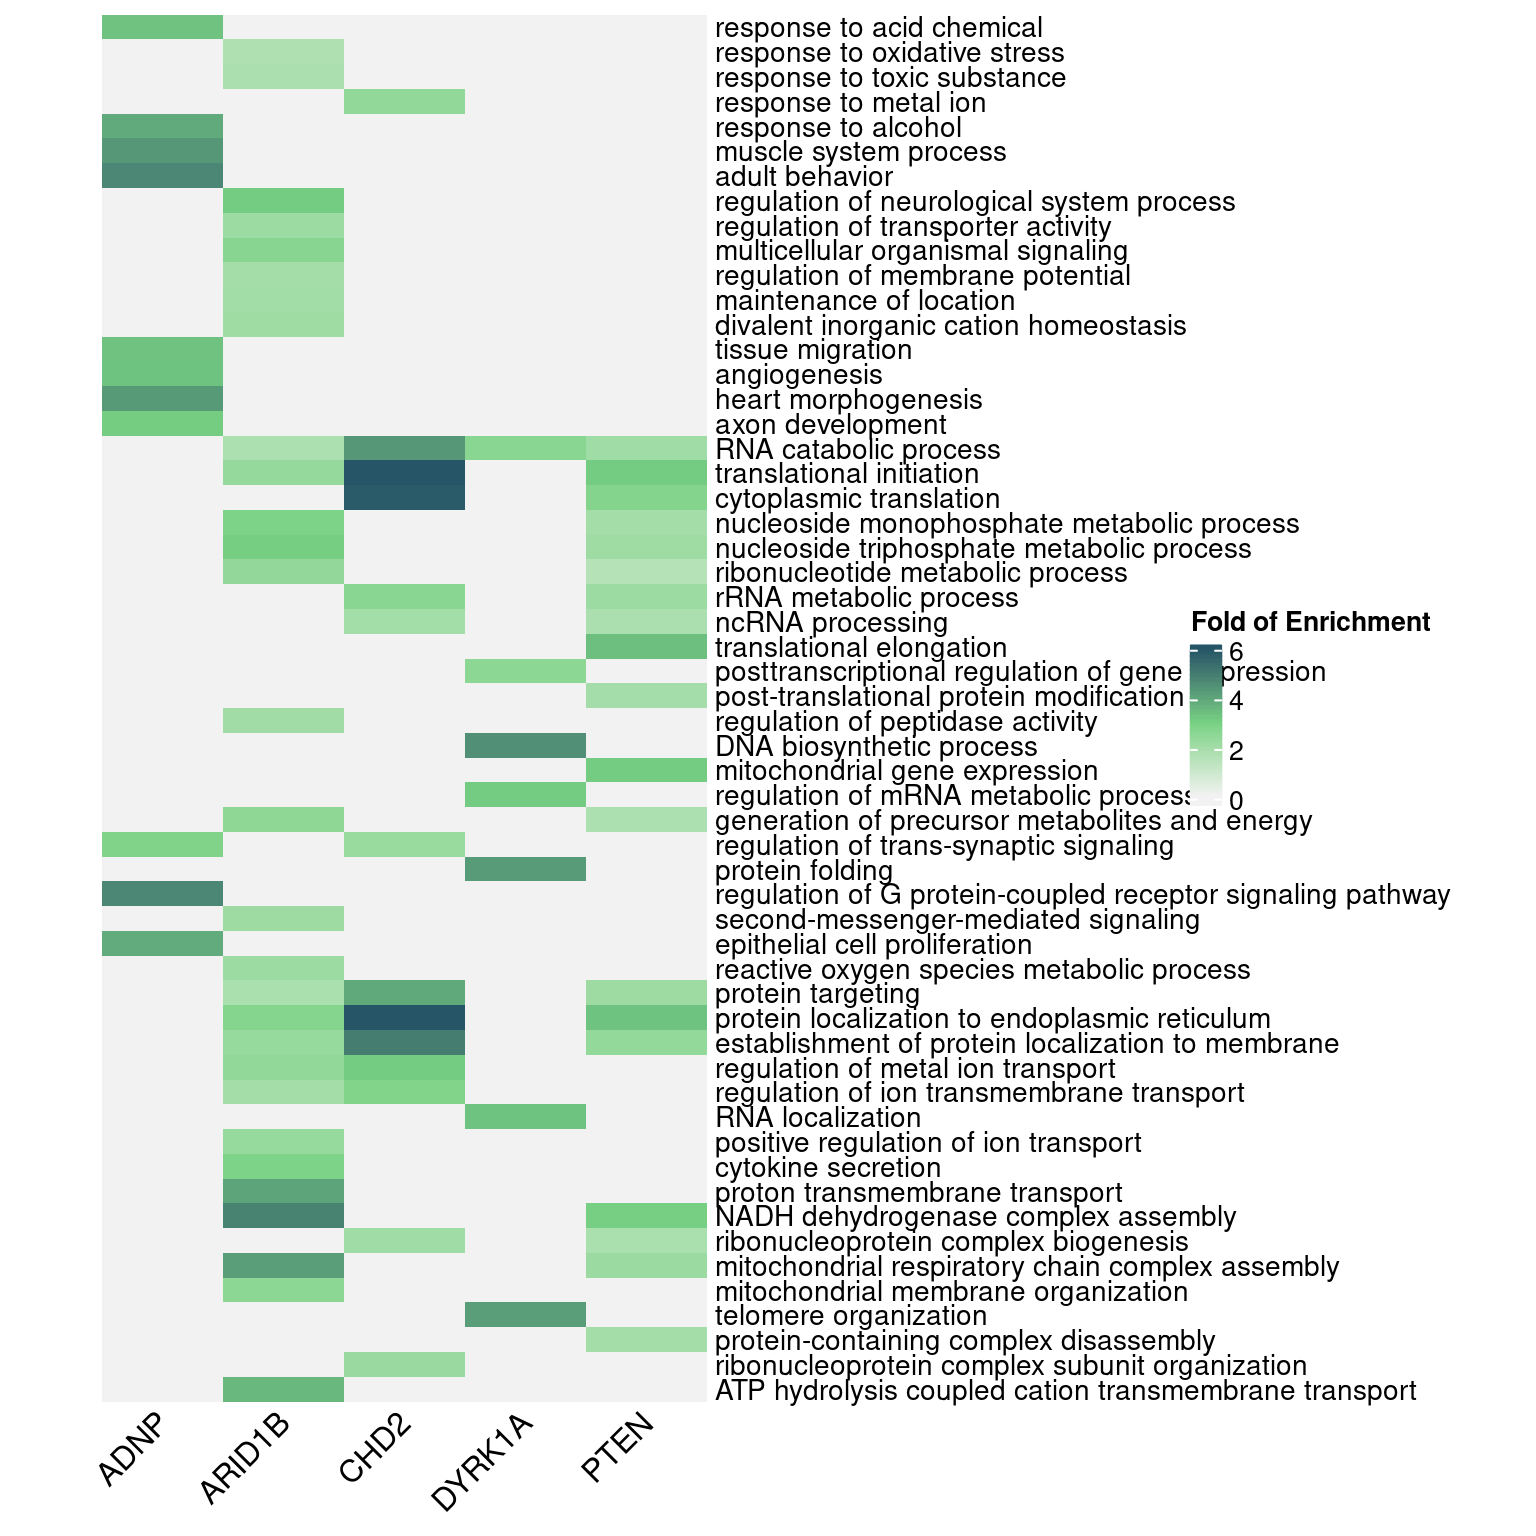 response to acid chemical
response to oxidative stress
response to toxic substance
response to metal ion
response to alcohol
muscle system process
adult behavior
regulation of neurological system process
regulation of transporter activity
multicellular organismal signaling
regulation of membrane potential
maintenance of location
divalent inorganic cation homeostasis
tissue migration
angiogenesis
heart morphogenesis
axon development
RNA catabolic process
translational initiation
cytoplasmic translation
nucleoside monophosphate metabolic process
nucleoside triphosphate metabolic process
ribonucleotide metabolic process
rRNA metabolic process
ncRNA processing
translational elongation
posttranscriptional regulation of gene pression
post-translational protein modification
regulation of peptidase activity
DNA biosynthetic process
mitochondrial gene expression
regulation of mRNA metabolic process
generation of precursor metabolites and energy
regulation of trans-synaptic signaling
protein folding
regulation of G protein-coupled receptor signaling pathway
second-messenger-mediated signaling
epithelial cell proliferation
reactive oxygen species metabolic process
protein targeting
protein localization to endoplasmic reticulum
establishment of protein localization to membrane
regulation of metal ion transport
regulation of ion transmembrane transport
RNA localization
positive regulation of ion transport
cytokine secretion
proton transmembrane transport
NADH dehydrogenase complex assembly
ribonucleoprotein complex biogenesis
mitochondrial respiratory chain complex assembly
mitochondrial membrane organization
telomere organization
protein-containing complex disassembly
ribonucleoprotein complex subunit organization
ATP hydrolysis coupled cation transmembrane transport
Fold of Enrichment
6
4
2
0
ADNP
ARID1B
CHD2
DYRK1A
PTEN